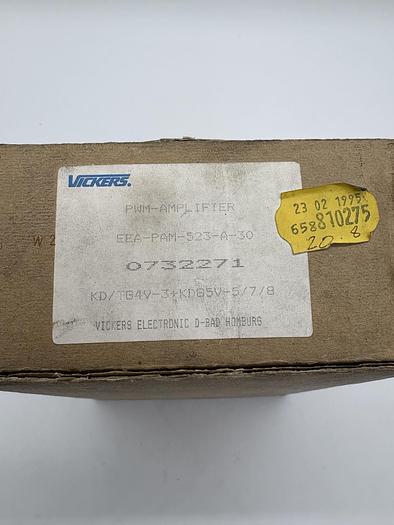 VICKERS.
PWM-AMPLIFIER
EEA-PAM-523-A-30
0732271
KD/TG4V-3+KDG5V-5/7/8
VICKERS ELECTRONIC D-BAD HOMBURG
23 02 1995
658810275
20.8
W 2